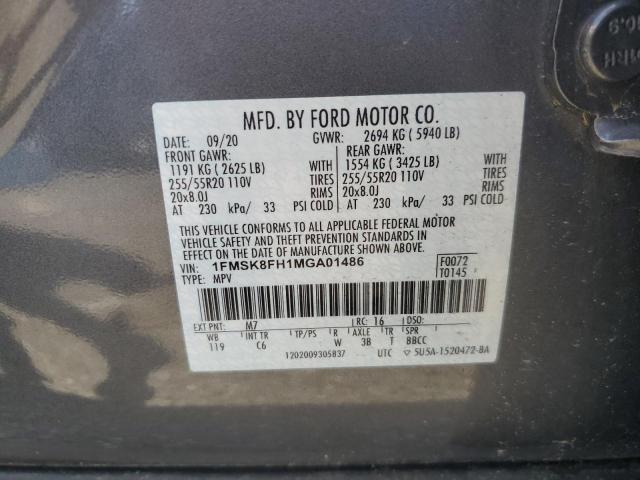 10.9
01RH
MFD. BY FORD MOTOR CO.
DATE: 09/20 GVWR: 2694 KG ( 5940 LB)
FRONT GAWR: REAR GAWR:
1191 KG ( 2625 LB) WITH 1554 KG ( 3425 LB) WITH
255/55R20 110V TIRES 255/55R20 110V TIRES
20x8.0J RIMS 20x8.0J RIMS
AT 230 kPa/ 33 PSI COLD AT 230 kPa/ 33 PSI COLD
THIS VEHICLE CONFORMS TO ALL APPLICABLE FEDERAL MOTOR
VEHICLE SAFETY AND THEFT PREVENTION STANDARDS IN
EFFECT ON THE DATE OF MANUFACTURE SHOWN ABOVE.
VIN: 1FMSK8FH1MGA01486 F0072
TYPE: MPV T0145
EXT PNT: M7 RC: 16 DSO:
WB INT TR TP/PS R AXLE TR SPR
119 C6 W 3B T BBCC
1202009305837 UTC 5U5A-1520472-BA